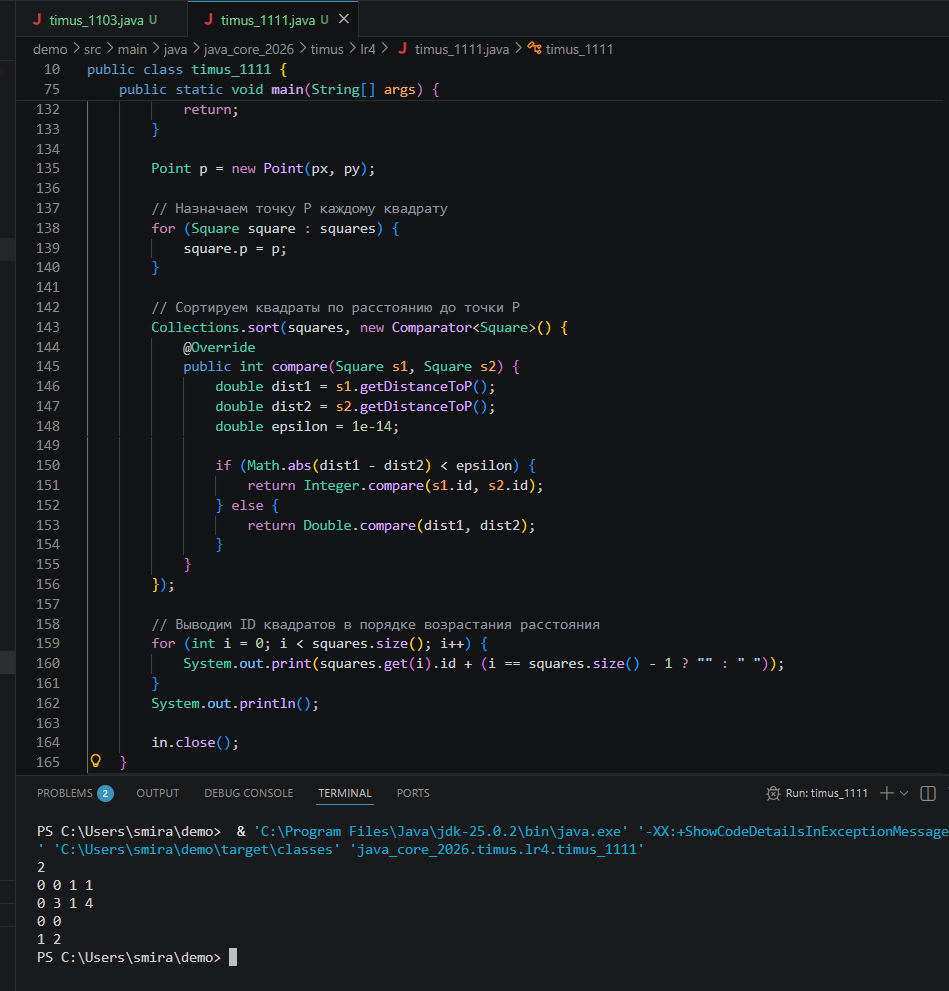 J timus_1103.java U J timus_1111.java U ×
demo > src > main > java > java_core_2026 > timus > lr4 > J timus_1111.java > timus_1111
10 public class timus_1111 {
75 public static void main(String[] args) {
132 return;
133 }
134
135 Point p = new Point(px, py);
136
137 // Назначаем точку P каждому квадрату
138 for (Square square : squares) {
139 square.p = p;
140 }
141
142 // Сортируем квадраты по расстоянию до точки P
143 Collections.sort(squares, new Comparator<Square>() {
144 @Override
145 public int compare(Square s1, Square s2) {
146 double dist1 = s1.getDistanceToP();
147 double dist2 = s2.getDistanceToP();
148 double epsilon = 1e-14;
149
150 if (Math.abs(dist1 - dist2) < epsilon) {
151 return Integer.compare(s1.id, s2.id);
152 } else {
153 return Double.compare(dist1, dist2);
154 }
155 }
156 });
157
158 // Выводим ID квадратов в порядке возрастания расстояния
159 for (int i = 0; i < squares.size(); i++) {
160 System.out.print(squares.get(i).id + (i == squares.size() - 1 ? "" : " "));
161 }
162 System.out.println();
163
164 in.close();
165 }
PROBLEMS 2 OUTPUT DEBUG CONSOLE TERMINAL PORTS Run: timus_1111
PS C:\Users\smira\demo> & 'C:\Program Files\Java\jdk-25.0.2\bin\java.exe' '-XX:+ShowCodeDetailsInExceptionMessage
' 'C:\Users\smira\demo\target\classes' 'java_core_2026.timus.lr4.timus_1111'
2
0 0 1 1
0 3 1 4
0 0
1 2
PS C:\Users\smira\demo>